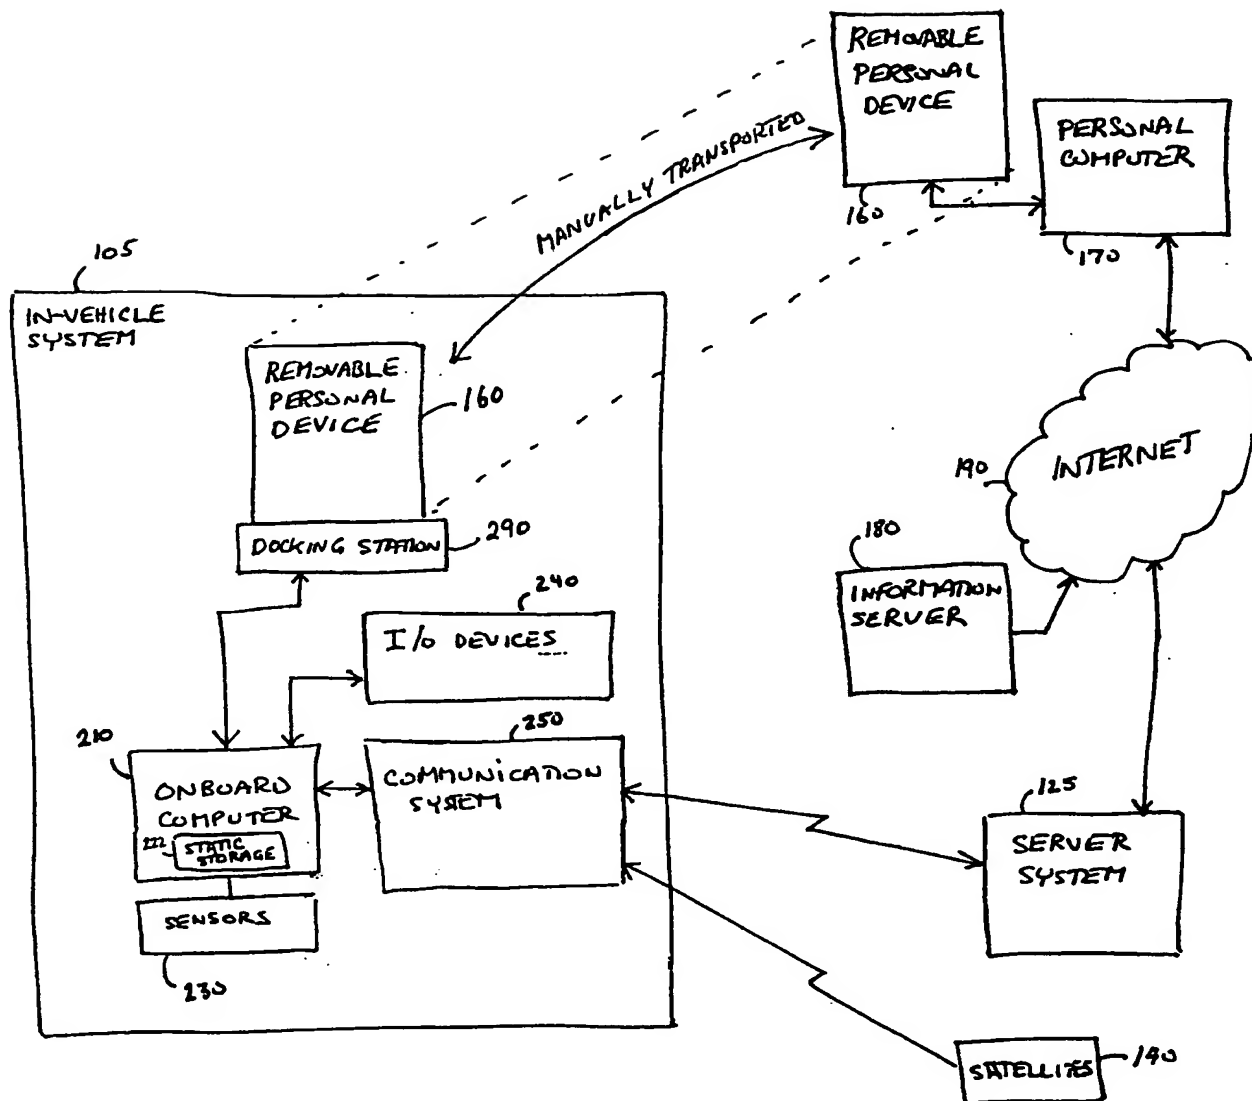 REMOVABLE
PERSONAL
DEVICE
160
PERSONAL
COMPUTER
170
MANUALLY TRANSPORTED
105
IN-VEHICLE
SYSTEM
REMOVABLE
PERSONAL
DEVICE
160
DOCKING STATION
290
INTERNET
190
180
INFORMATION
SERVER
240
I/O DEVICES
210
ONBOARD
COMPUTER
222
STATIC
STORAGE
250
COMMUNICATION
SYSTEM
SENSORS
230
125
SERVER
SYSTEM
SATELLITES
140